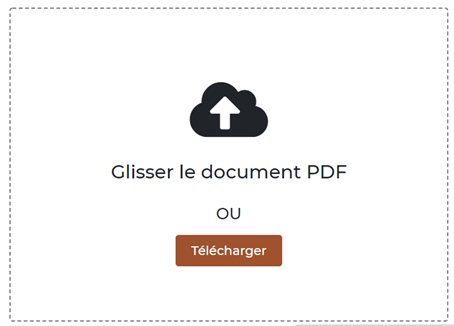 Glisser le document PDF
OU
Télécharger